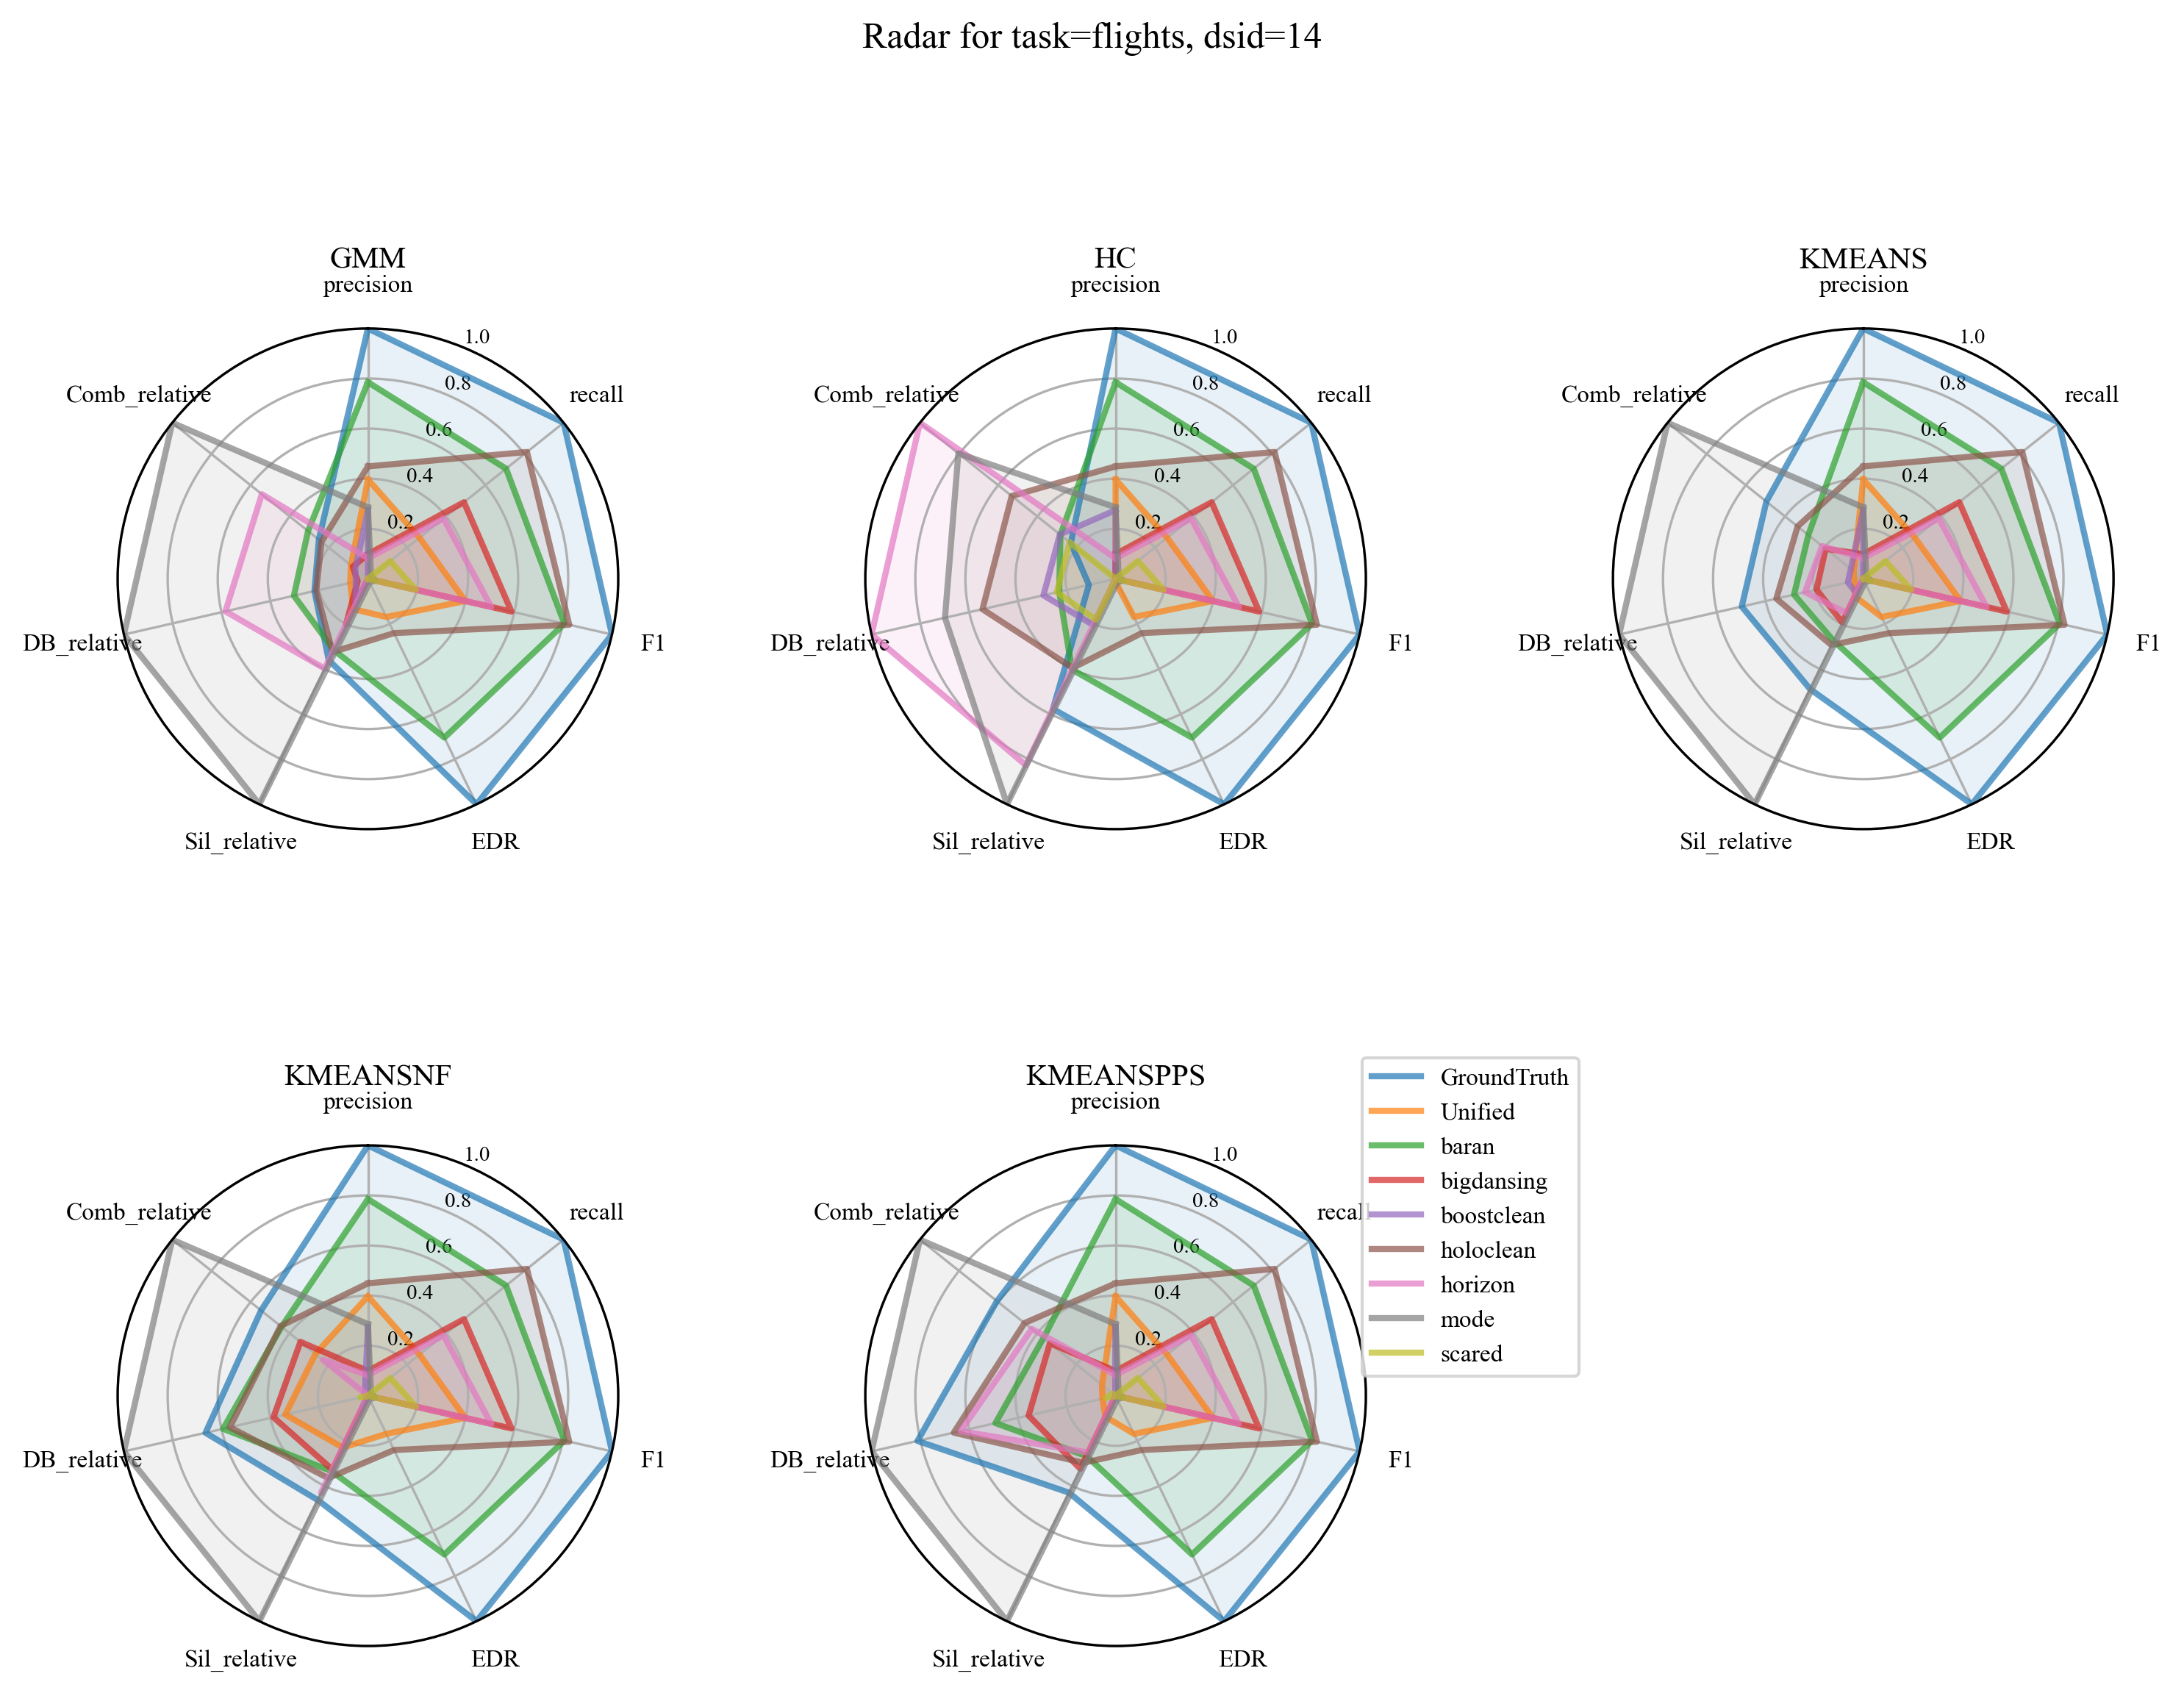 Radar for task=flights, dsid=14
GMM
precision
1.0
0.8
0.6
0.4
0.2
recall
F1
EDR
Sil_relative
DB_relative
Comb_relative
HC
precision
1.0
0.8
0.6
0.4
0.2
recall
F1
EDR
Sil_relative
DB_relative
Comb_relative
KMEANS
precision
1.0
0.8
0.6
0.4
0.2
recall
F1
EDR
Sil_relative
DB_relative
Comb_relative
KMEANSNF
precision
1.0
0.8
0.6
0.4
0.2
recall
F1
EDR
Sil_relative
DB_relative
Comb_relative
KMEANSPPS
precision
1.0
0.8
0.6
0.4
0.2
recall
F1
EDR
Sil_relative
DB_relative
Comb_relative
GroundTruth
Unified
baran
bigdansing
boostclean
holoclean
horizon
mode
scared